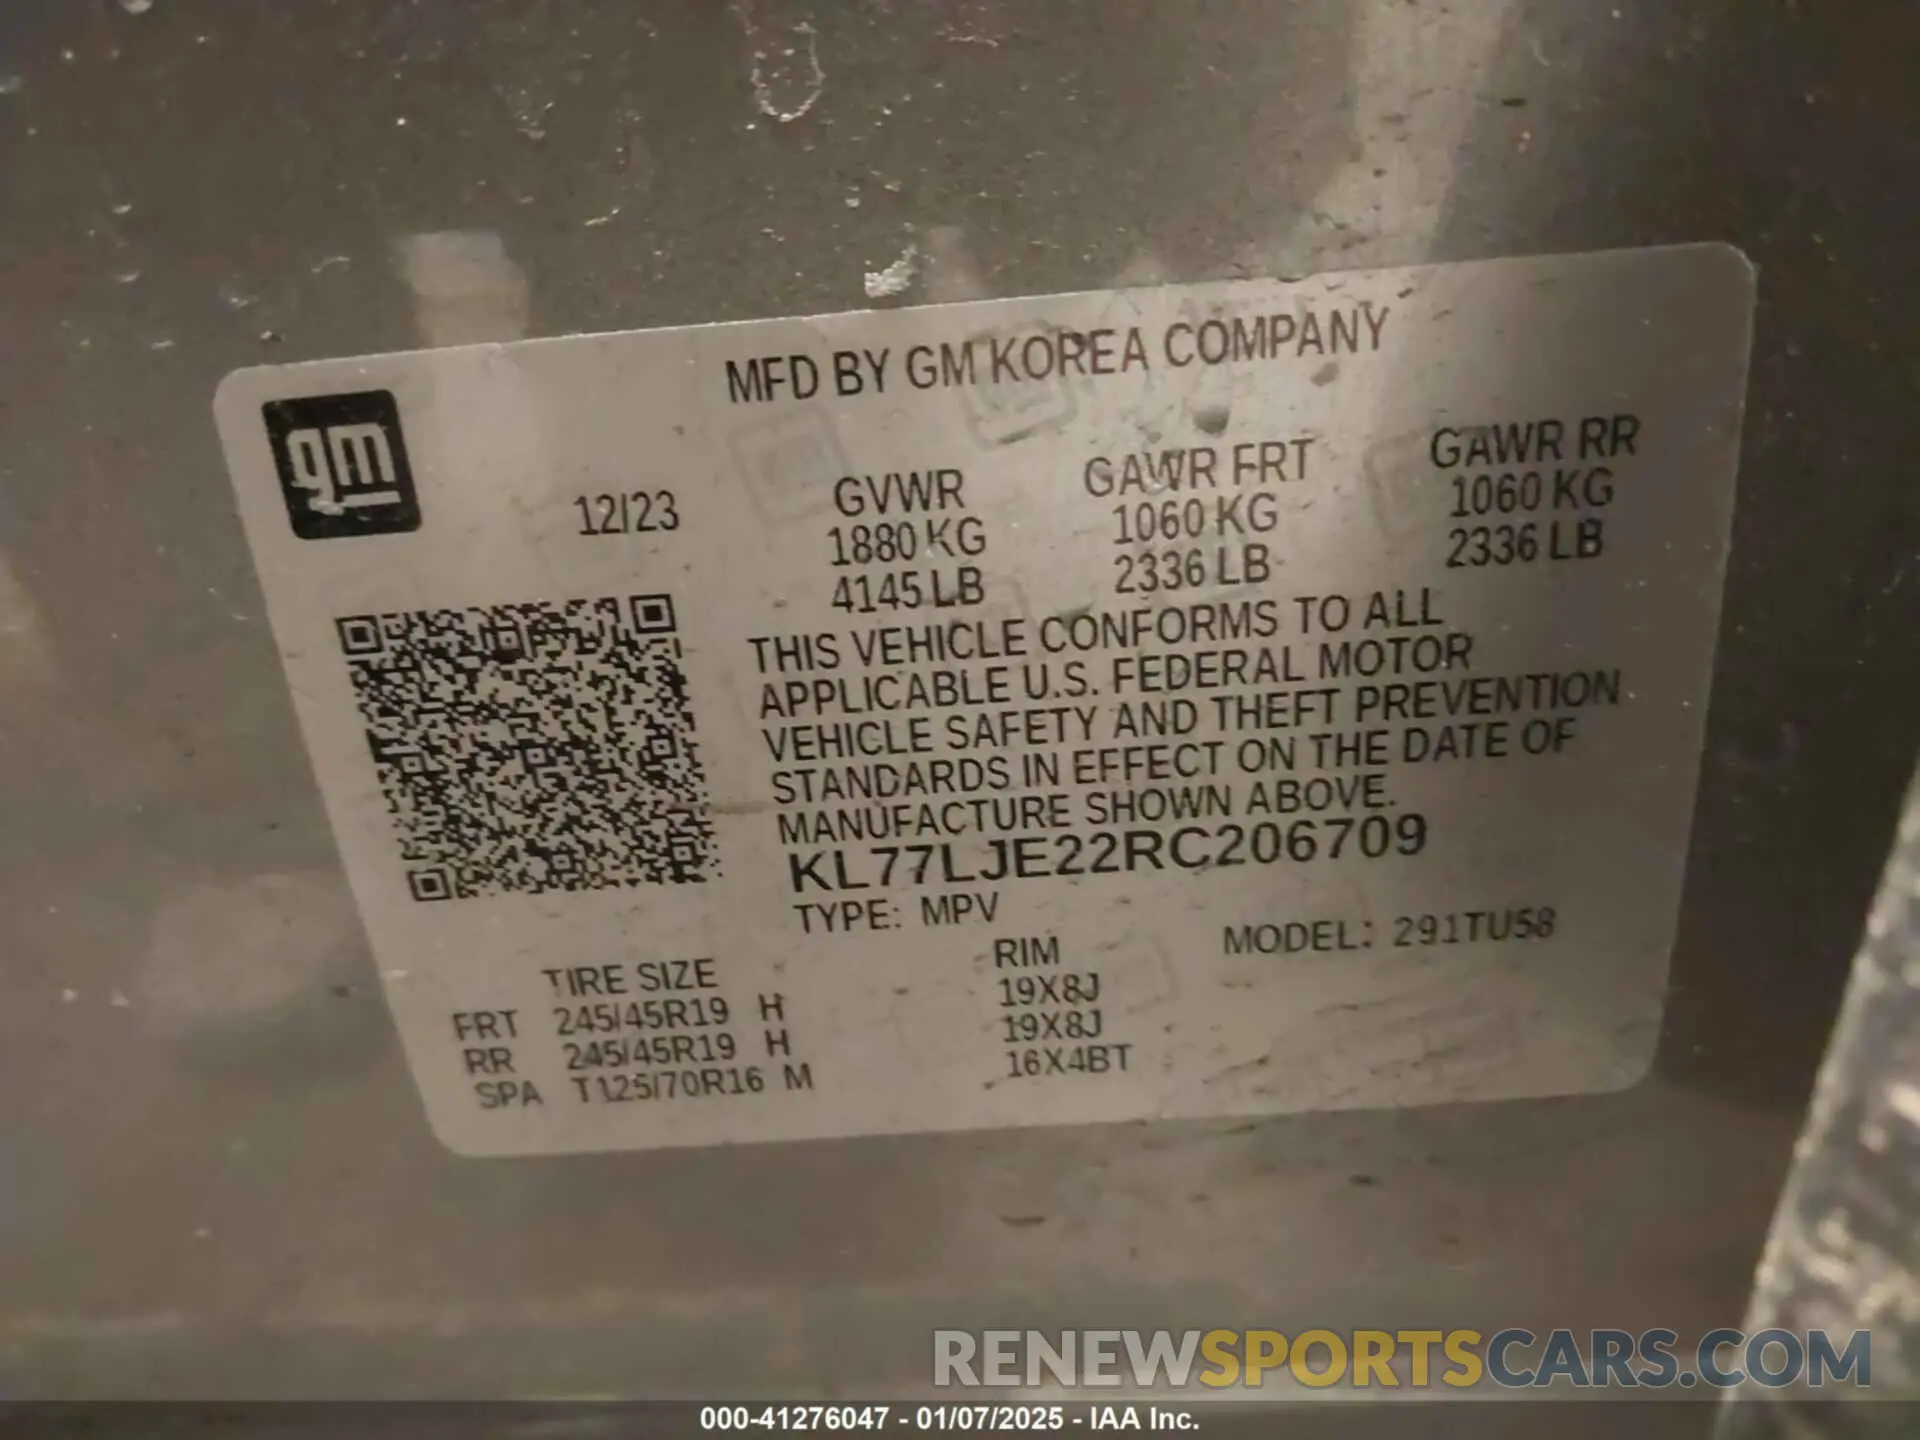 MFD BY GM KOREA COMPANY
gm
12/23
GVWR
1880 KG
4145 LB
GAWR FRT
1060 KG
2336 LB
GAWR RR
1060 KG
2336 LB
THIS VEHICLE CONFORMS TO ALL
APPLICABLE U.S. FEDERAL MOTOR
VEHICLE SAFETY AND THEFT PREVENTION
STANDARDS IN EFFECT ON THE DATE OF
MANUFACTURE SHOWN ABOVE.
KL77LJE22RC206709
TYPE: MPV
MODEL: 291TU58
TIRE SIZE RIM
FRT 245/45R19 H 19X8J
RR 245/45R19 H 19X8J
SPA T125/70R16 M 16X4BT
RENEWSPORTSCARS.COM
000-41276047 - 01/07/2025 - IAA Inc.